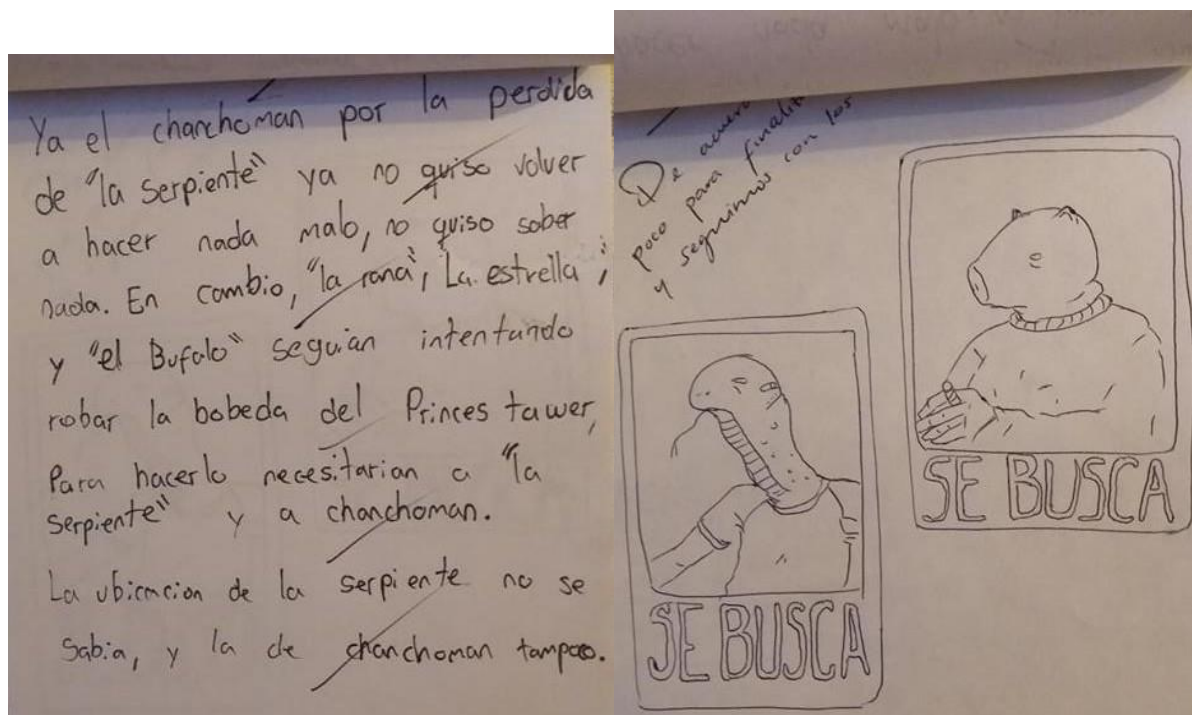 Ya el chanchoman por la perdida
de "la serpiente" ya no quiso volver
a hacer nada malo, no quiso saber
nada. En cambio, "la rana", La estrella,
y "el Bufalo" seguian intentando
robar la bobeda del Princes tawer,
Para hacerlo necesitarian a "la
serpiente" y a chanchoman.
La ubicacion de la serpiente no se
sabia, y la de chanchoman tampoco.
De
poco para
y seguimos con los
SE BUSCA
SE BUSCA